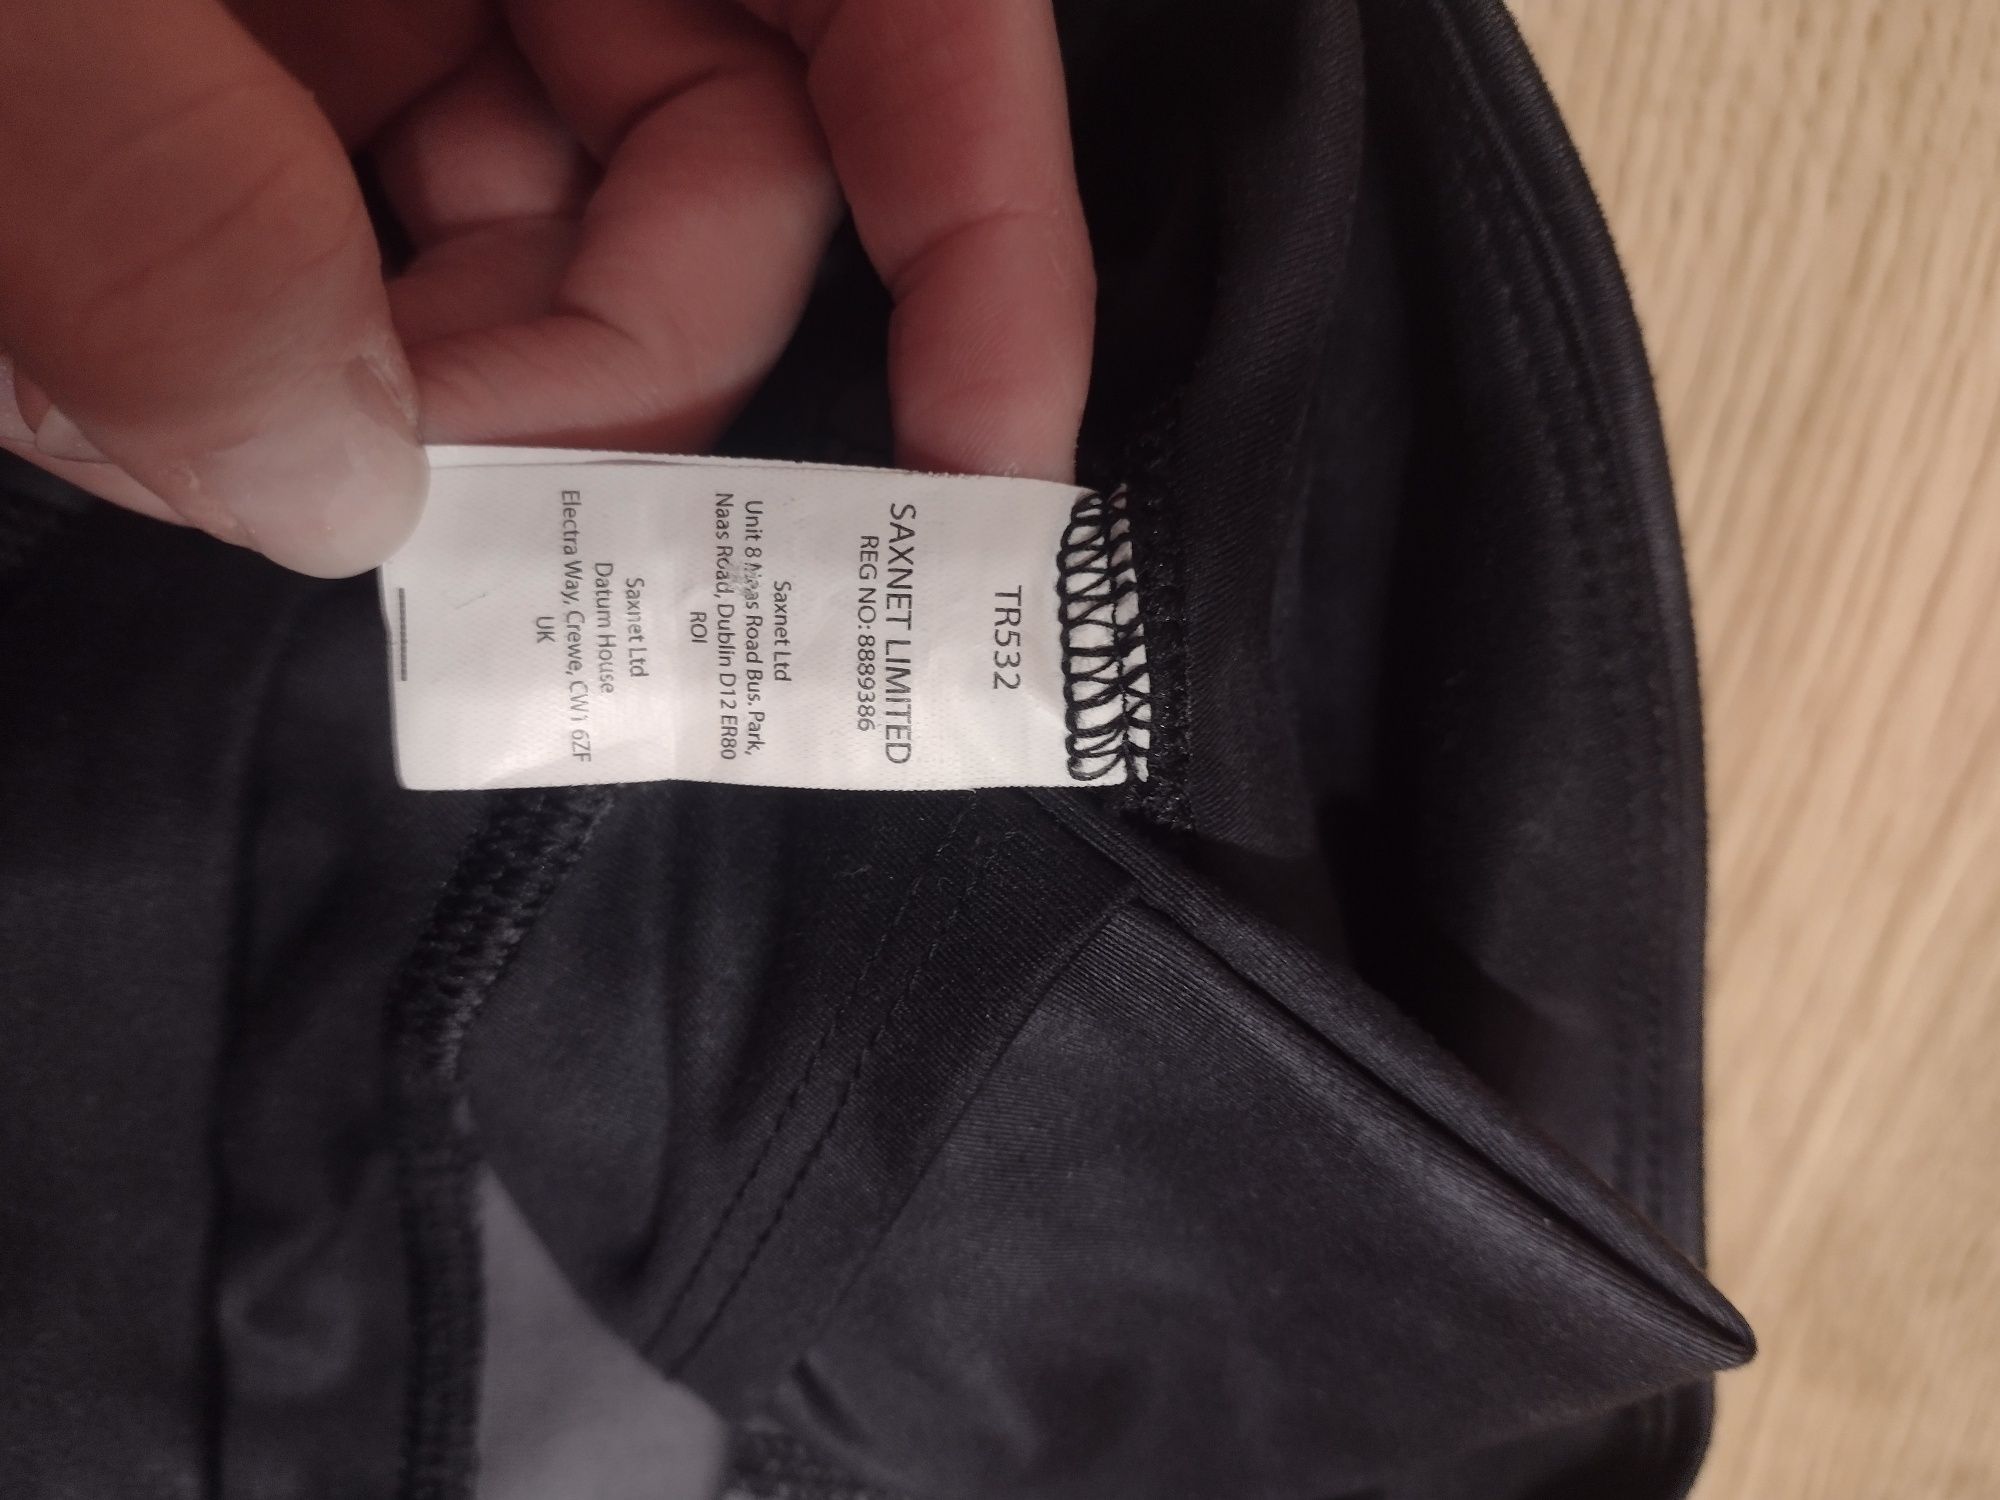 TR532
SAXNET LIMITED
REG NO: 8889386
Saxnet Ltd
Unit 8 Naas Road Bus. Park,
Naas Road, Dublin D12 ER80
ROI
Saxnet Ltd
Datum House
Electra Way, Crewe, CW1 6ZF
UK